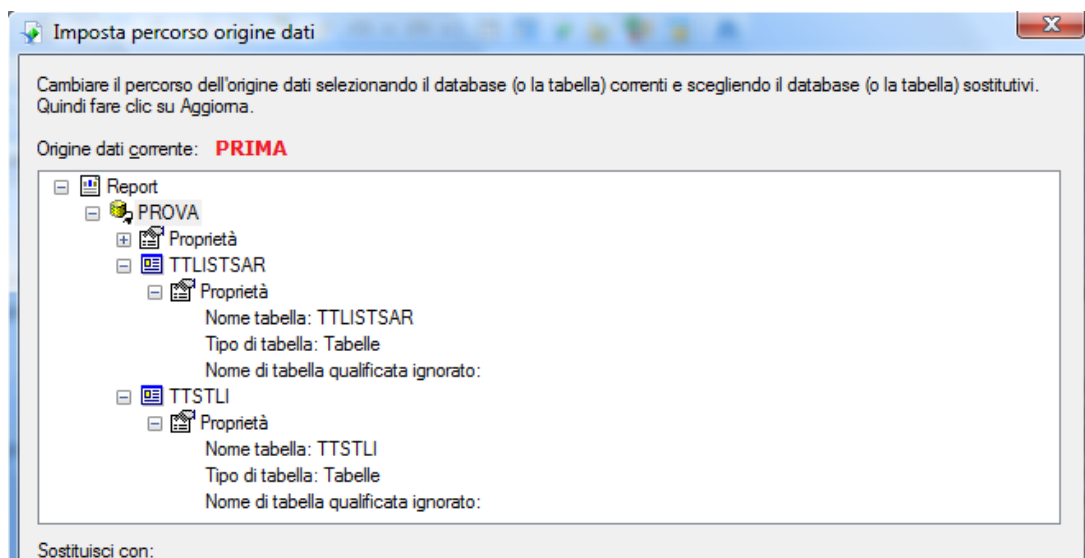 Imposta percorso origine dati
Cambiare il percorso dell'origine dati selezionando il database (o la tabella) correnti e scegliendo il database (o la tabella) sostitutivi.
Quindi fare clic su Aggiorna.
Origine dati corrente: PRIMA
Report
PROVA
Proprietà
TTLISTSAR
Proprietà
Nome tabella: TTLISTSAR
Tipo di tabella: Tabelle
Nome di tabella qualificata ignorato:
TTSTLI
Proprietà
Nome tabella: TTSTLI
Tipo di tabella: Tabelle
Nome di tabella qualificata ignorato:
Sostituisci con: